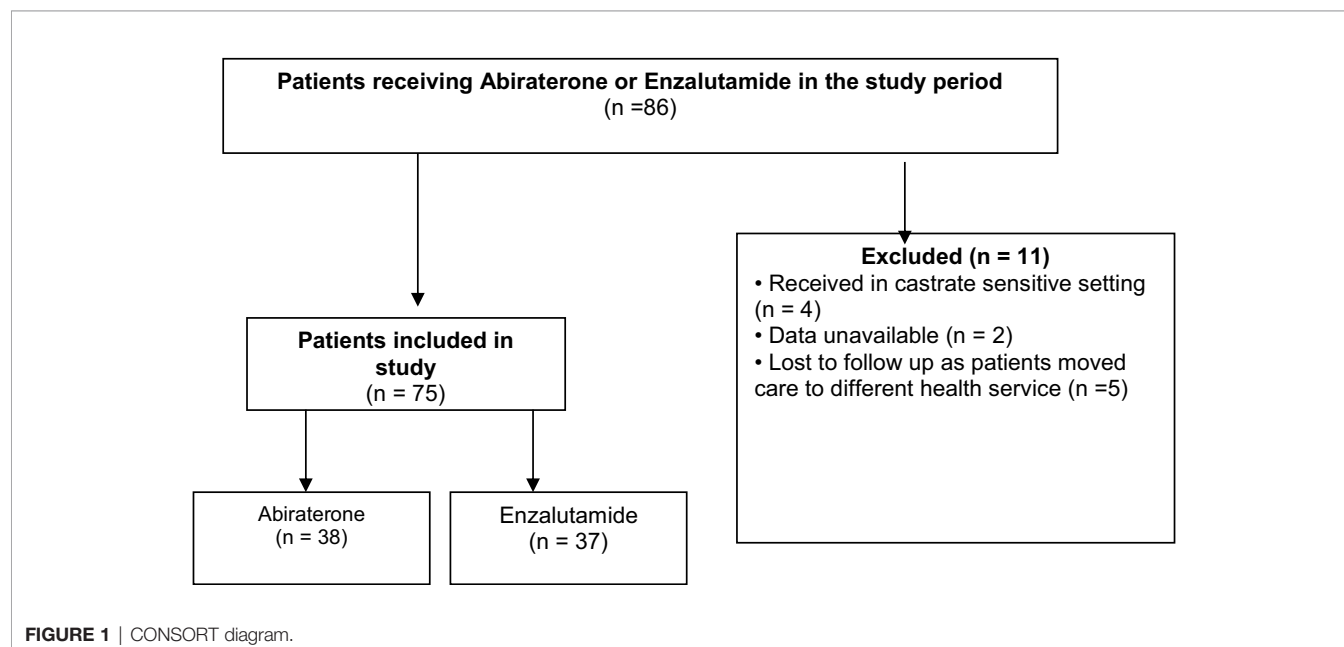 Patients receiving Abiraterone or Enzalutamide in the study period
(n =86)
Excluded (n = 11)
• Received in castrate sensitive setting
(n = 4)
• Data unavailable (n = 2)
• Lost to follow up as patients moved
care to different health service (n =5)
Patients included in
study
(n = 75)
Abiraterone
(n = 38)
Enzalutamide
(n = 37)
FIGURE 1 | CONSORT diagram.